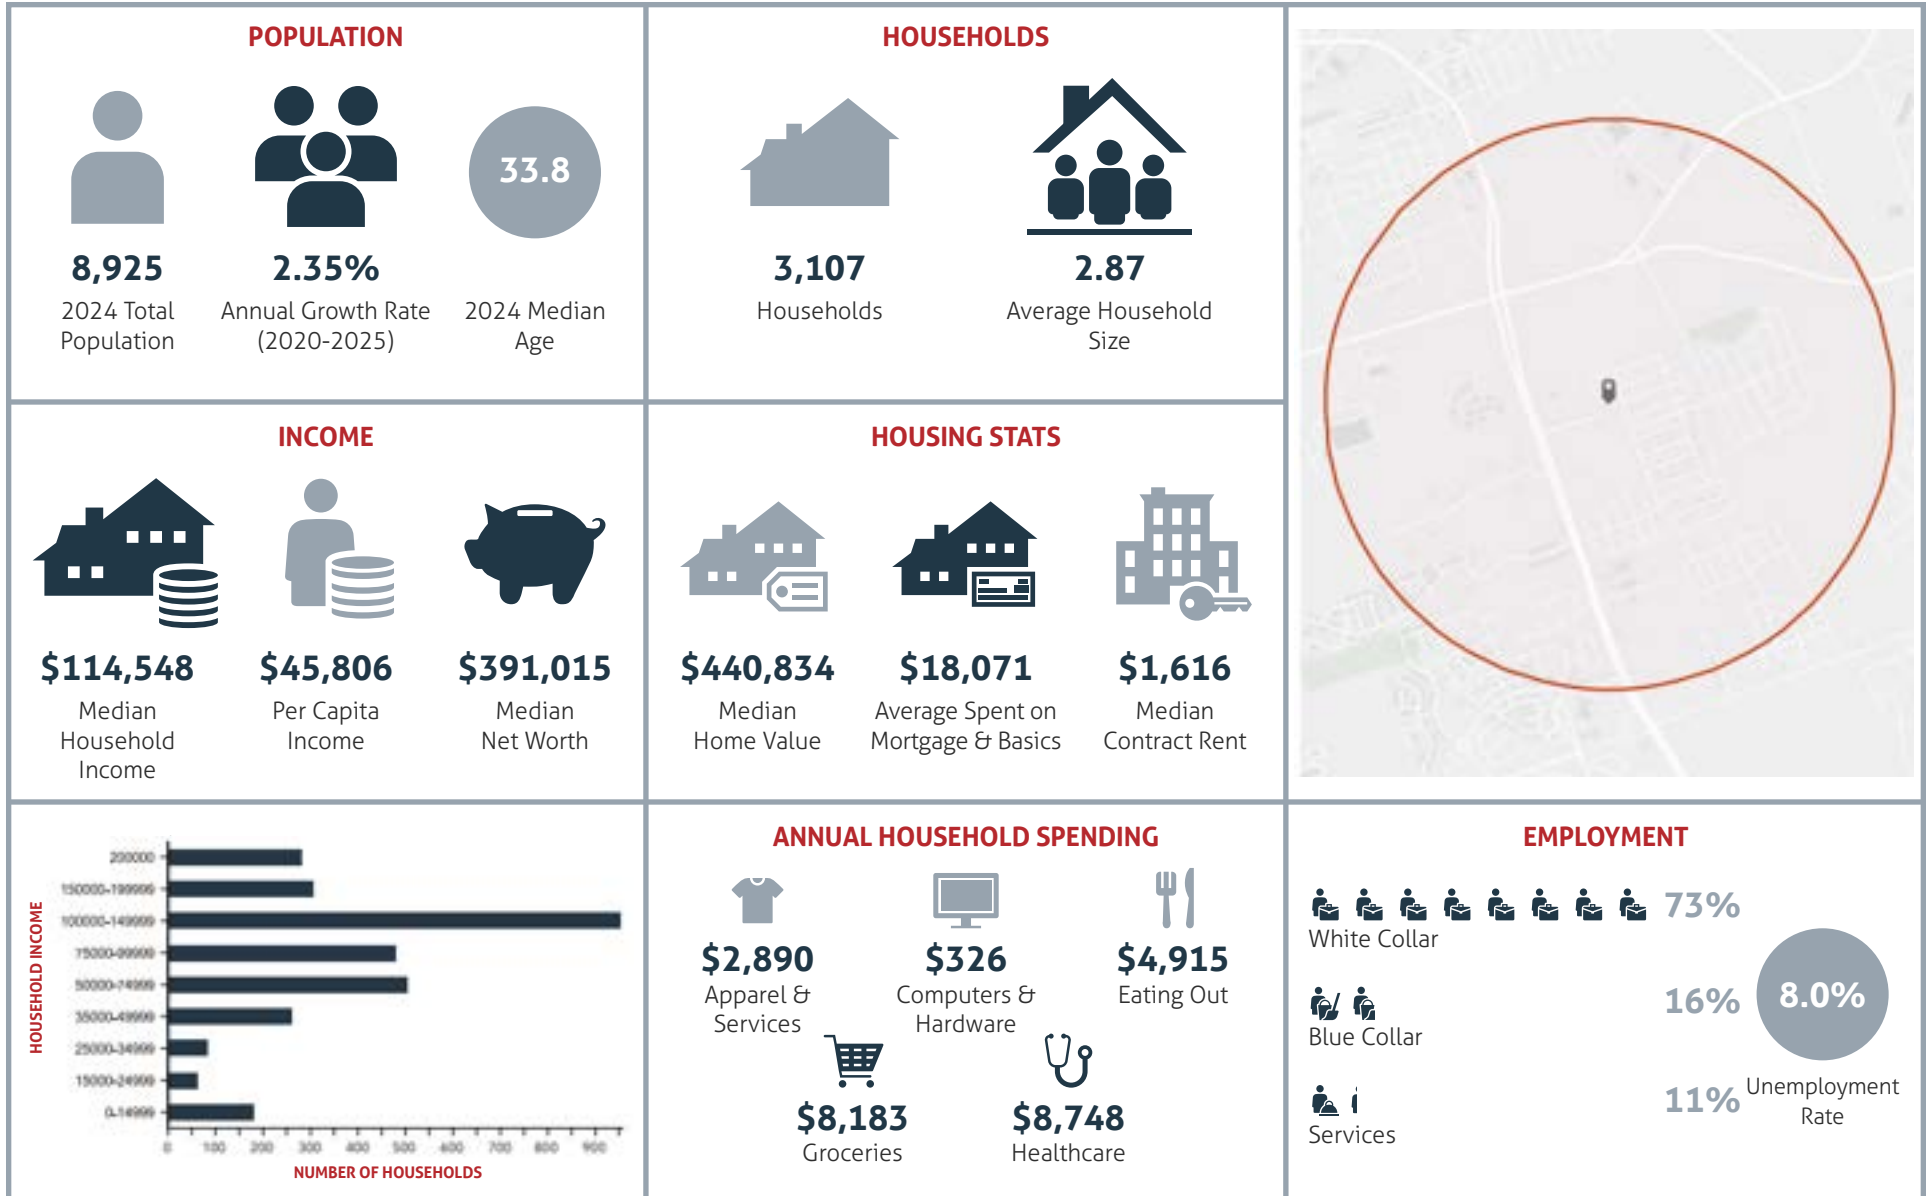 POPULATION
33.8
8,925
2024 Total
Population
2.35%
Annual Growth Rate
(2020-2025)
2024 Median
Age
HOUSEHOLDS
3,107
Households
2.87
Average Household
Size
INCOME
$114,548
Median
Household
Income
$45,806
Per Capita
Income
$391,015
Median
Net Worth
HOUSING STATS
$440,834
Median
Home Value
$18,071
Average Spent on
Mortgage & Basics
$1,616
Median
Contract Rent
HOUSEHOLD INCOME
200000
150000-199999
100000-149999
75000-99999
50000-74999
35000-49999
25000-34999
15000-24999
0-14999
0 100 200 300 400 500 600 700 800 900
NUMBER OF HOUSEHOLDS
ANNUAL HOUSEHOLD SPENDING
$2,890
Apparel &
Services
$326
Computers &
Hardware
$4,915
Eating Out
$8,183
Groceries
$8,748
Healthcare
EMPLOYMENT
73%
White Collar
16%
Blue Collar
11%
Services
8.0%
Unemployment
Rate